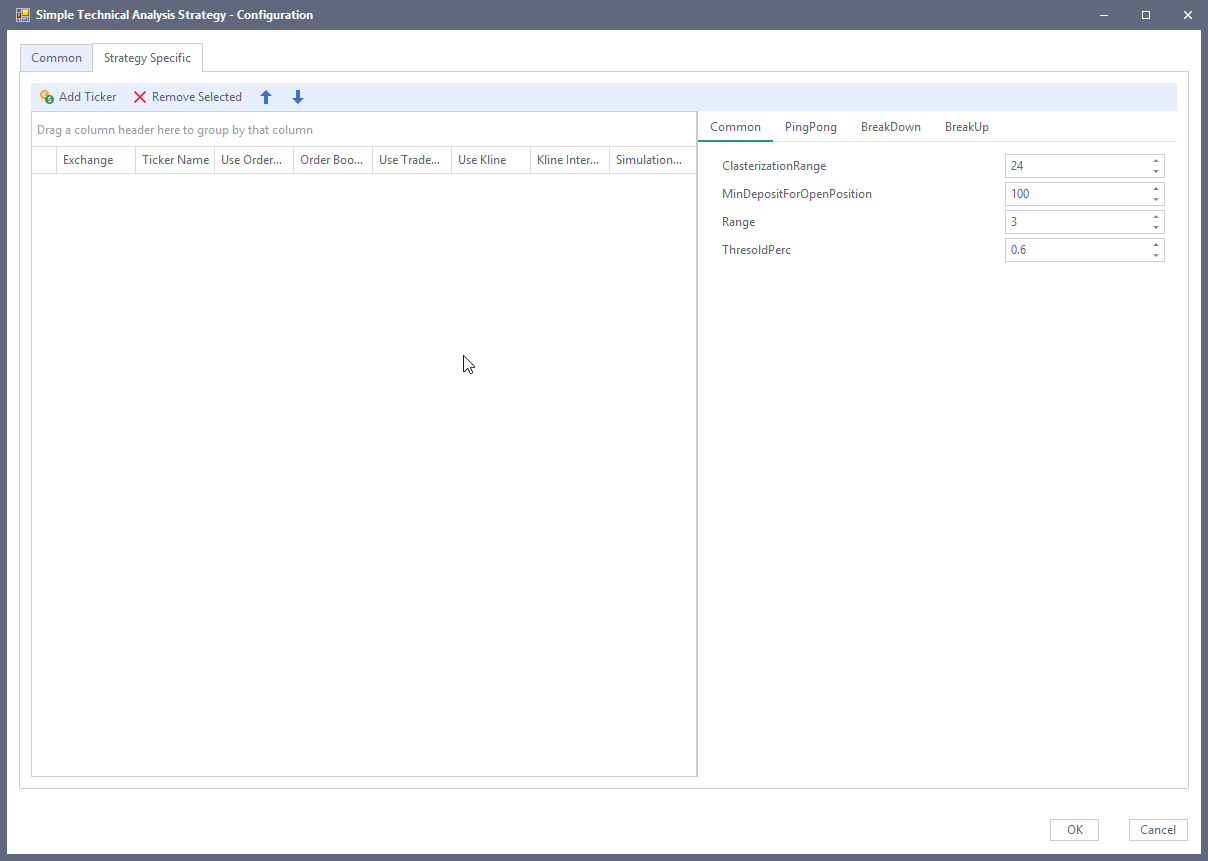 Simple Technical Analysis Strategy - Configuration
Common Strategy Specific
Add Ticker Remove Selected
Drag a column header here to group by that column
Exchange Ticker Name Use Order... Order Boo... Use Trade... Use Kline Kline Inter... Simulation...
Common PingPong BreakDown BreakUp
ClasterizationRange 24
MinDepositForOpenPosition 100
Range 3
ThresoldPerc 0.6
OK Cancel